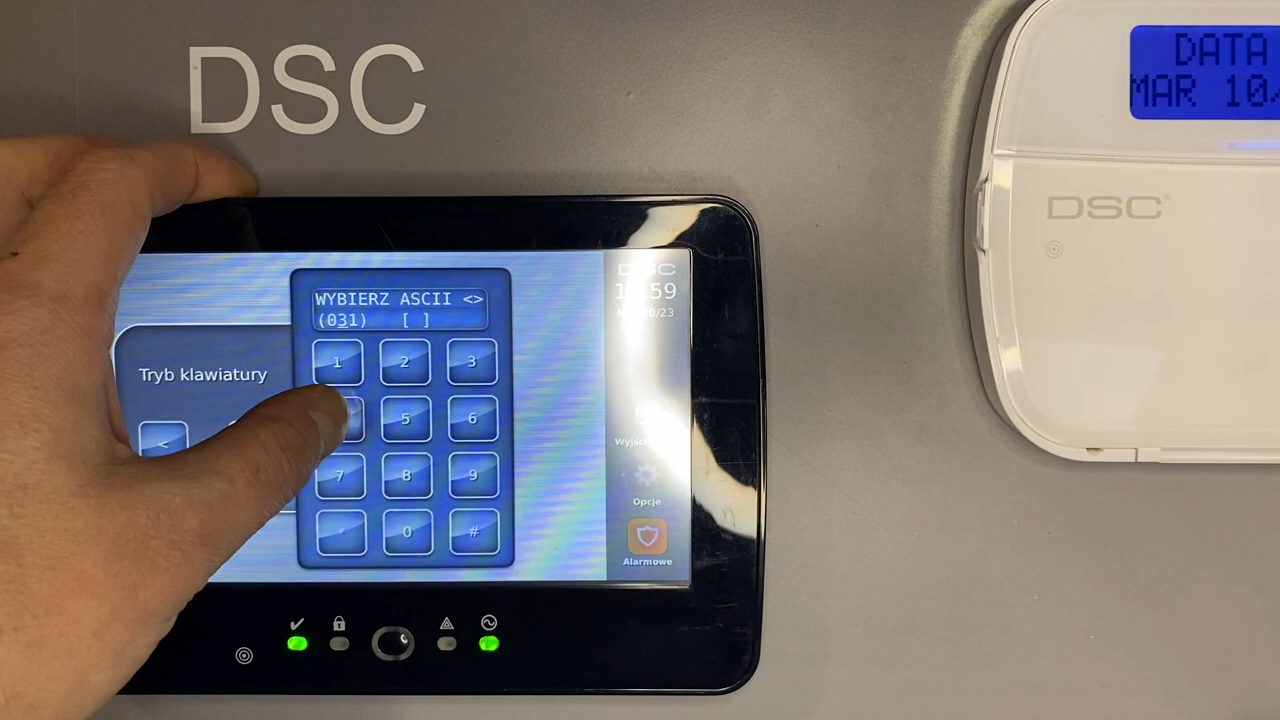 DSC
DATA
MAR 10/
DSC
DSC
WYBIERZ ASCII <>
(031) [ ]
Tryb klawiatury
<
1 2 3
5 6
7 8 9
* 0 #
Opcje
Alarmowe